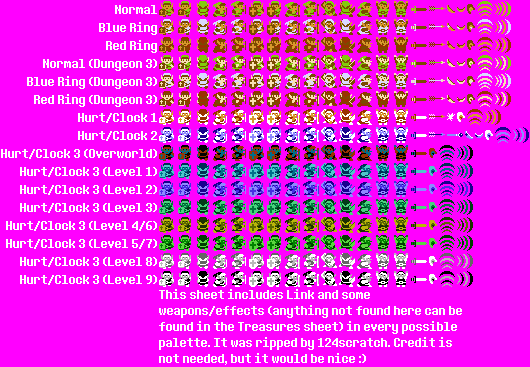 Normal
Blue Ring
Red Ring
Normal (Dungeon 3)
Blue Ring (Dungeon 3)
Red Ring (Dungeon 3)
Hurt/Clock 1
Hurt/Clock 2
Hurt/Clock 3 (Overworld)
Hurt/Clock 3 (Level 1)
Hurt/Clock 3 (Level 2)
Hurt/Clock 3 (Level 3)
Hurt/Clock 3 (Level 4/6)
Hurt/Clock 3 (Level 5/7)
Hurt/Clock 3 (Level 8)
Hurt/Clock 3 (Level 9)
This sheet includes Link and some
weapons/effects (anything not found here can be
found in the Treasures sheet) in every possible
palette. It was ripped by 124scratch. Credit is
not needed, but it would be nice :)